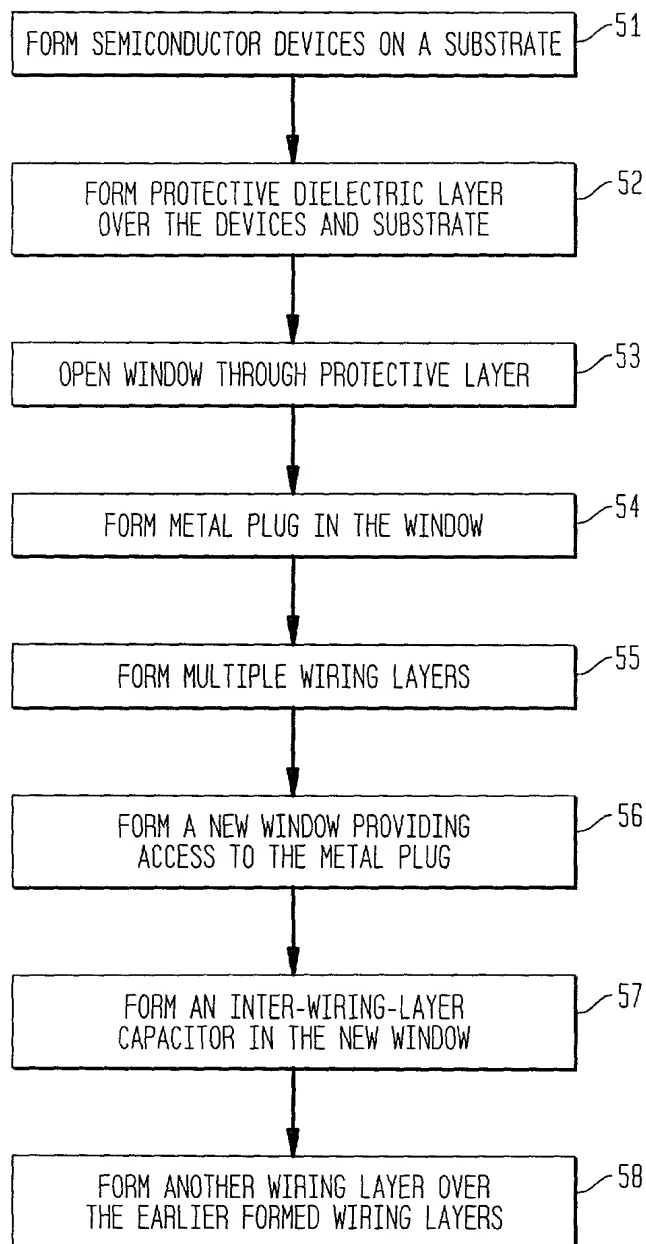 FORM SEMICONDUCTOR DEVICES ON A SUBSTRATE
51
FORM PROTECTIVE DIELECTRIC LAYER
OVER THE DEVICES AND SUBSTRATE
52
OPEN WINDOW THROUGH PROTECTIVE LAYER
53
FORM METAL PLUG IN THE WINDOW
54
FORM MULTIPLE WIRING LAYERS
55
FORM A NEW WINDOW PROVIDING
ACCESS TO THE METAL PLUG
56
FORM AN INTER-WIRING-LAYER
CAPACITOR IN THE NEW WINDOW
57
FORM ANOTHER WIRING LAYER OVER
THE EARLIER FORMED WIRING LAYERS
58